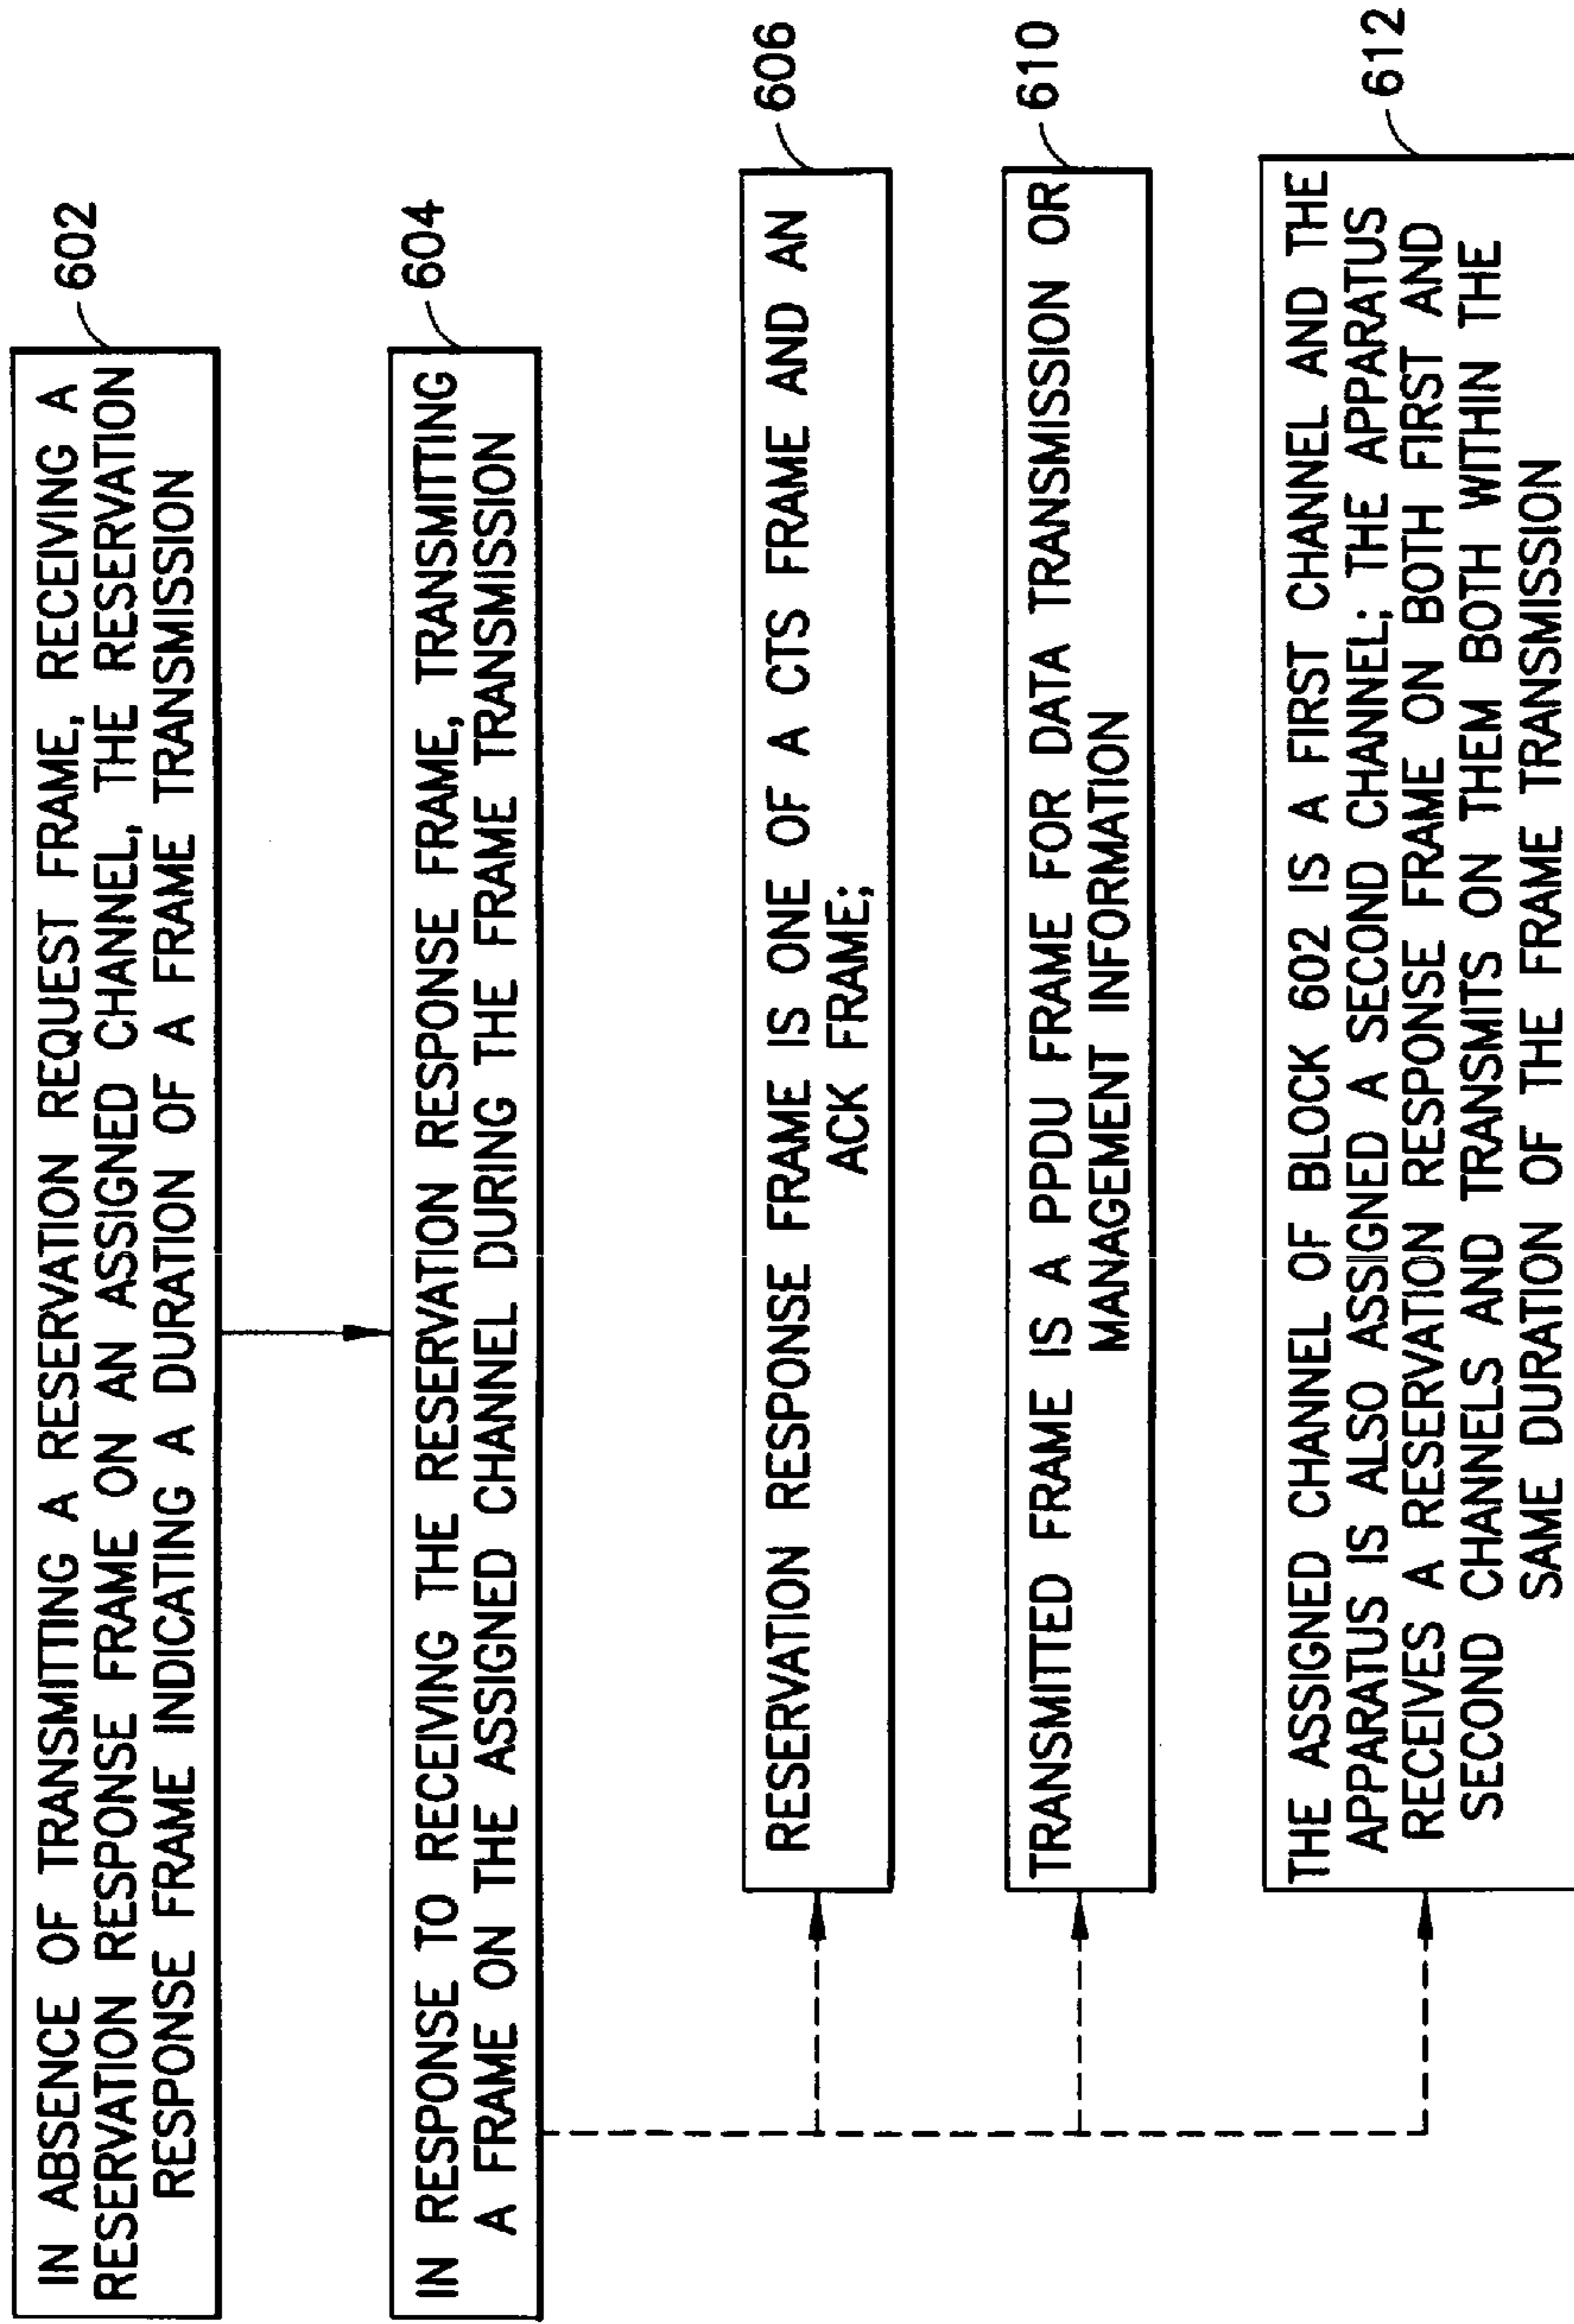 IN ABSENCE OF TRANSMITTING A RESERVATION REQUEST FRAME, RECEIVING A
RESERVATION RESPONSE FRAME ON AN ASSIGNED CHANNEL, THE RESERVATION
RESPONSE FRAME INDICATING A DURATION OF A FRAME TRANSMISSION
602
IN RESPONSE TO RECEIVING THE RESERVATION RESPONSE FRAME, TRANSMITTING
A FRAME ON THE ASSIGNED CHANNEL DURING THE FRAME TRANSMISSION
604
RESERVATION RESPONSE FRAME IS ONE OF A CTS FRAME AND AN
ACK FRAME;
606
TRANSMITTED FRAME IS A PPDU FRAME FOR DATA TRANSMISSION OR
MANAGEMENT INFORMATION
610
THE ASSIGNED CHANNEL OF BLOCK 602 IS A FIRST CHANNEL AND THE
APPARATUS IS ALSO ASSIGNED A SECOND CHANNEL; THE APPARATUS
RECEIVES A RESERVATION RESPONSE FRAME ON BOTH FIRST AND
SECOND CHANNELS AND TRANSMITS ON THEM BOTH WITHIN THE
SAME DURATION OF THE FRAME TRANSMISSION
612